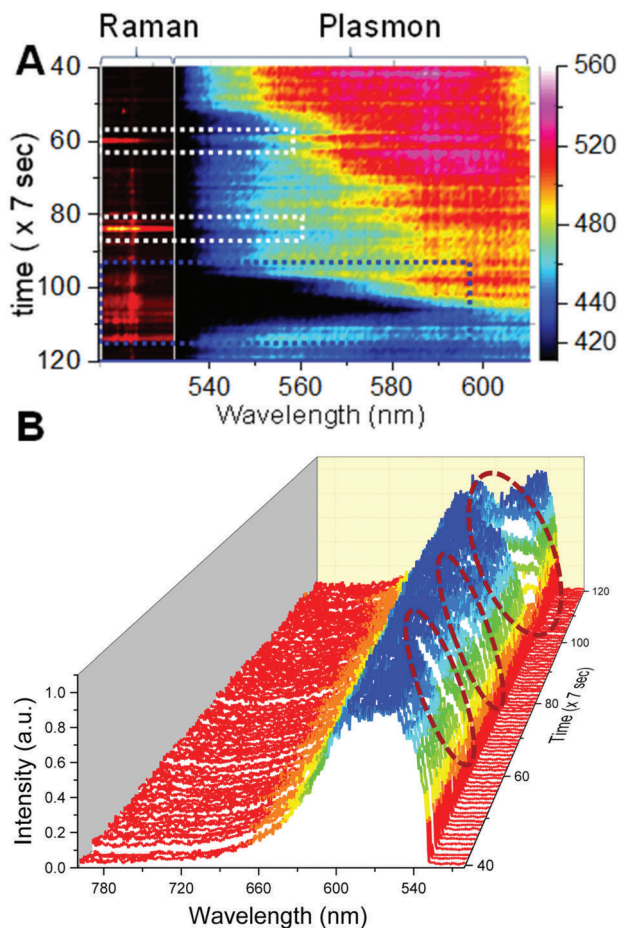 Raman Plasmon
A
40
60
80
100
120
time ( x 7 sec)
540 560 580 600
Wavelength (nm)
560
520
480
460
440
420
B
1.0
0.8
0.6
0.4
0.2
0.0
Intensity (a.u.)
780 720 660 600 540
Wavelength (nm)
120
100
80
60
40
Time (x 7 sec)